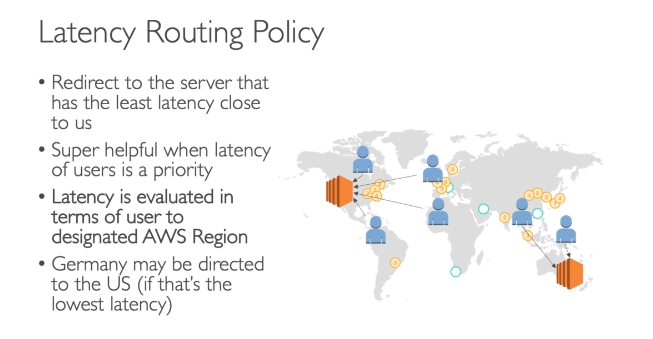 Latency Routing Policy
• Redirect to the server that
has the least latency close
to us
• Super helpful when latency
of users is a priority
• Latency is evaluated in
terms of user to
designated AWS Region
• Germany may be directed
to the US (if that's the
lowest latency)